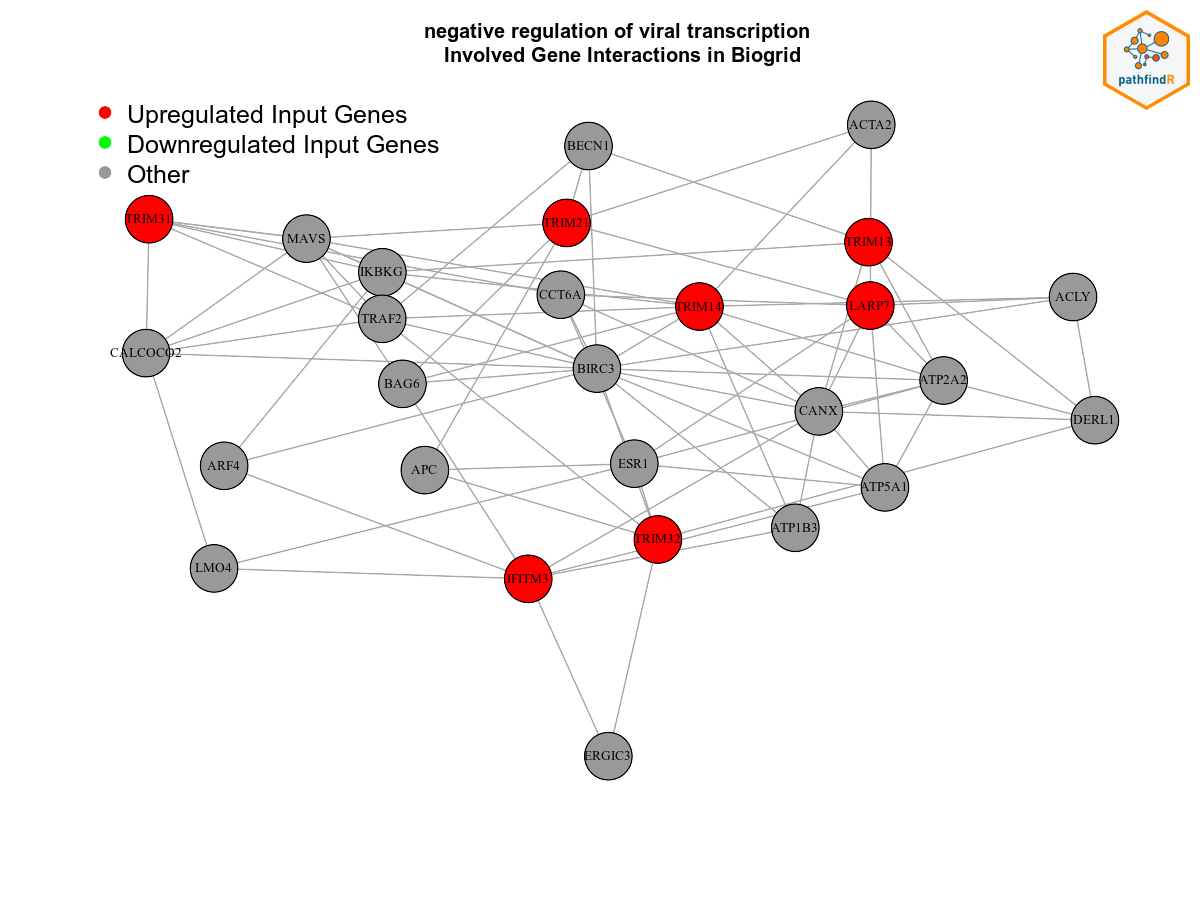 negative regulation of viral transcription
Involved Gene Interactions in Biogrid
pathfindR
Upregulated Input Genes
Downregulated Input Genes
Other
ACTA2
BECN1
TRIM31
TRIM21
MAVS
TRIM13
IKBKG
CCT6A
ACLY
TRIM14
LARP7
TRAF2
CALCOCO2
BIRC3
BAG6
ATP2A2
CANX
DERL1
ARF4
APC
ESR1
ATP5A1
ATP1B3
TRIM32
LMO4
IFITM3
ERGIC3